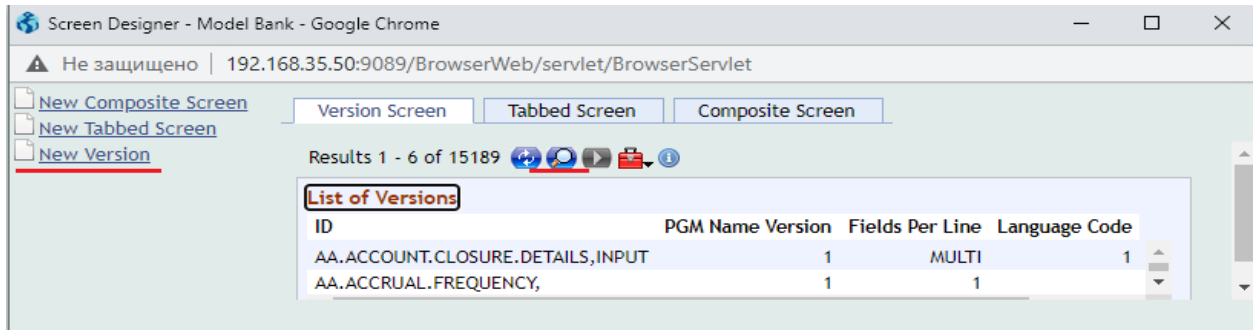 Screen Designer - Model Bank - Google Chrome
Не защищено | 192.168.35.50:9089/BrowserWeb/servlet/BrowserServlet
New Composite Screen
New Tabbed Screen
New Version
Version Screen Tabbed Screen Composite Screen
Results 1 - 6 of 15189
List of Versions
ID PGM Name Version Fields Per Line Language Code
AA.ACCOUNT.CLOSURE.DETAILS,INPUT 1 MULTI 1
AA.ACCRUAL.FREQUENCY, 1 1